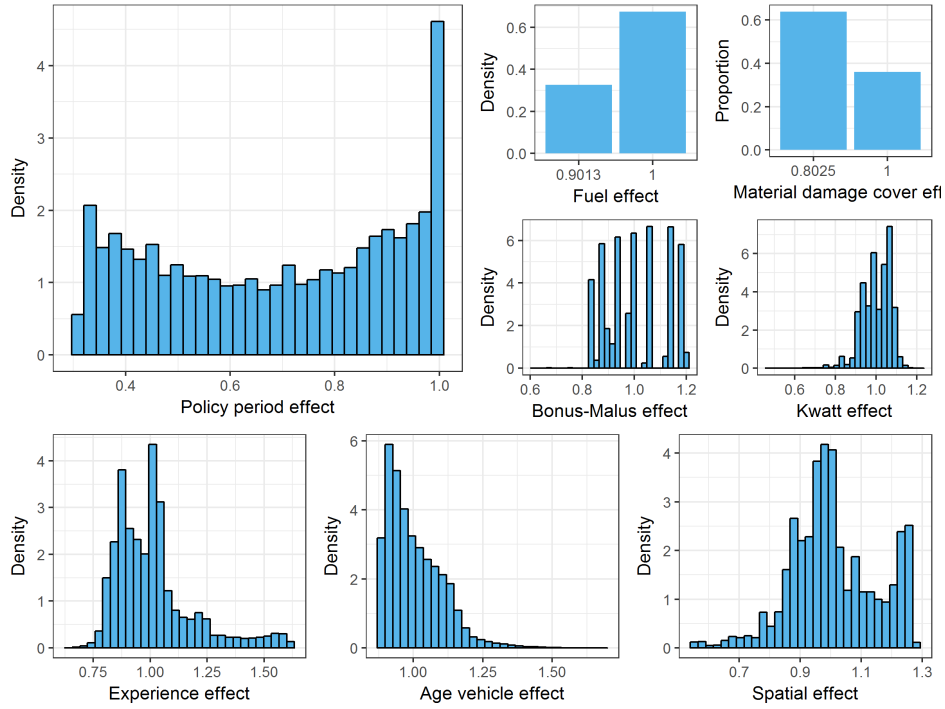 Density
4
3
2
1
0
0.4 0.6 0.8 1.0
Policy period effect
Density
0.6
0.4
0.2
0.0
0.9013 1
Fuel effect
Proportion
0.6
0.4
0.2
0.0
0.8025 1
Material damage cover eff
Density
6
4
2
0
0.6 0.8 1.0 1.2
Bonus-Malus effect
Density
6
4
2
0
0.6 0.8 1.0 1.2
Kwatt effect
Density
4
3
2
1
0
0.75 1.00 1.25 1.50
Experience effect
Density
6
4
2
0
1.00 1.25 1.50
Age vehicle effect
Density
4
3
2
1
0
0.7 0.9 1.1 1.3
Spatial effect